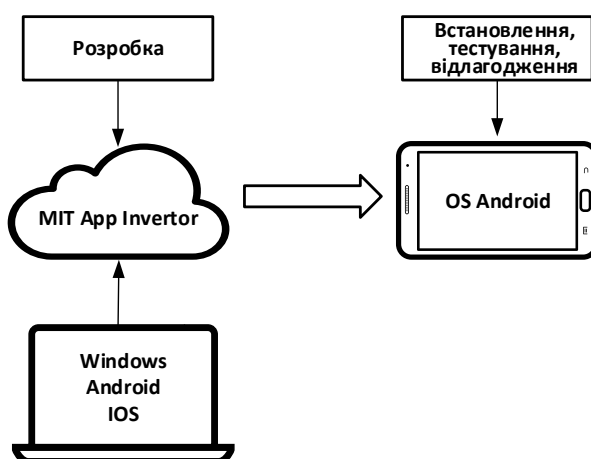 Розробка
Встановлення,
тестування,
відлагодження
MIT App Invertor
OS Android
Windows
Android
IOS